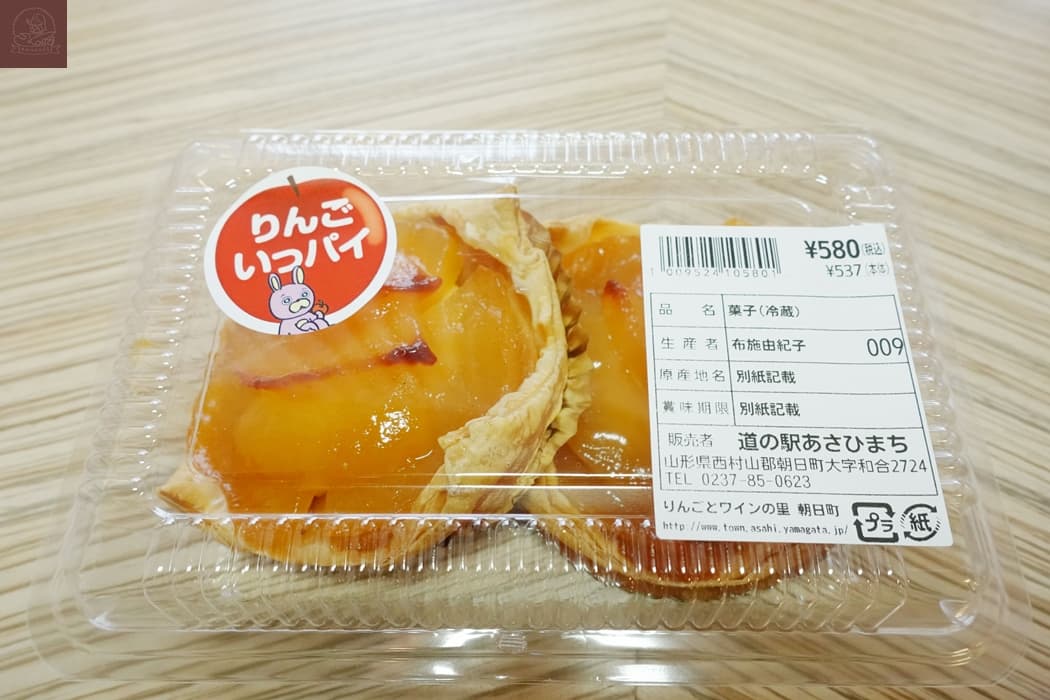 りんご
いっパイ
¥580(税込)
¥537(本体)
1 009524 105801
品 名 菓子(冷蔵)
生産者 布施由紀子 009
原産地名 別紙記載
賞味期限 別紙記載
販売者 道の駅あさひまち
山形県西村山郡朝日町大字和合2724
TEL 0237-85-0623
りんごとワインの里 朝日町
http://www.town.asahi.yamagata.jp/
プラ 紙